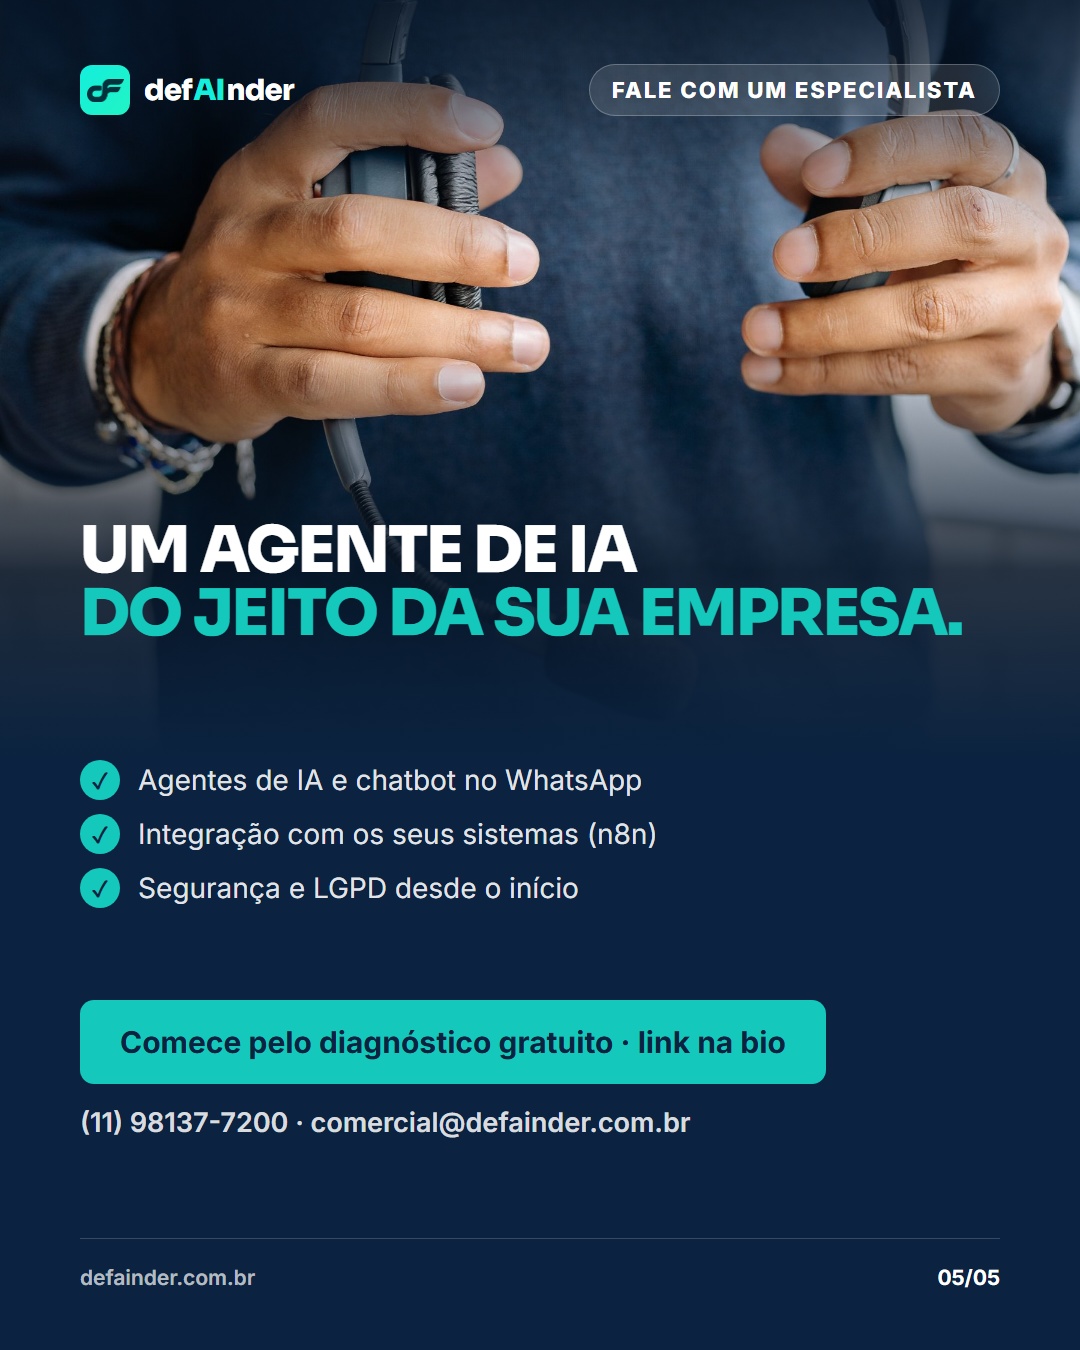 defAInder
FALE COM UM ESPECIALISTA
UM AGENTE DE IA
DO JEITO DA SUA EMPRESA.
Agentes de IA e chatbot no WhatsApp
Integração com os seus sistemas (n8n)
Segurança e LGPD desde o início
Comece pelo diagnóstico gratuito · link na bio
(11) 98137-7200 · comercial@defainder.com.br
defainder.com.br
05/05